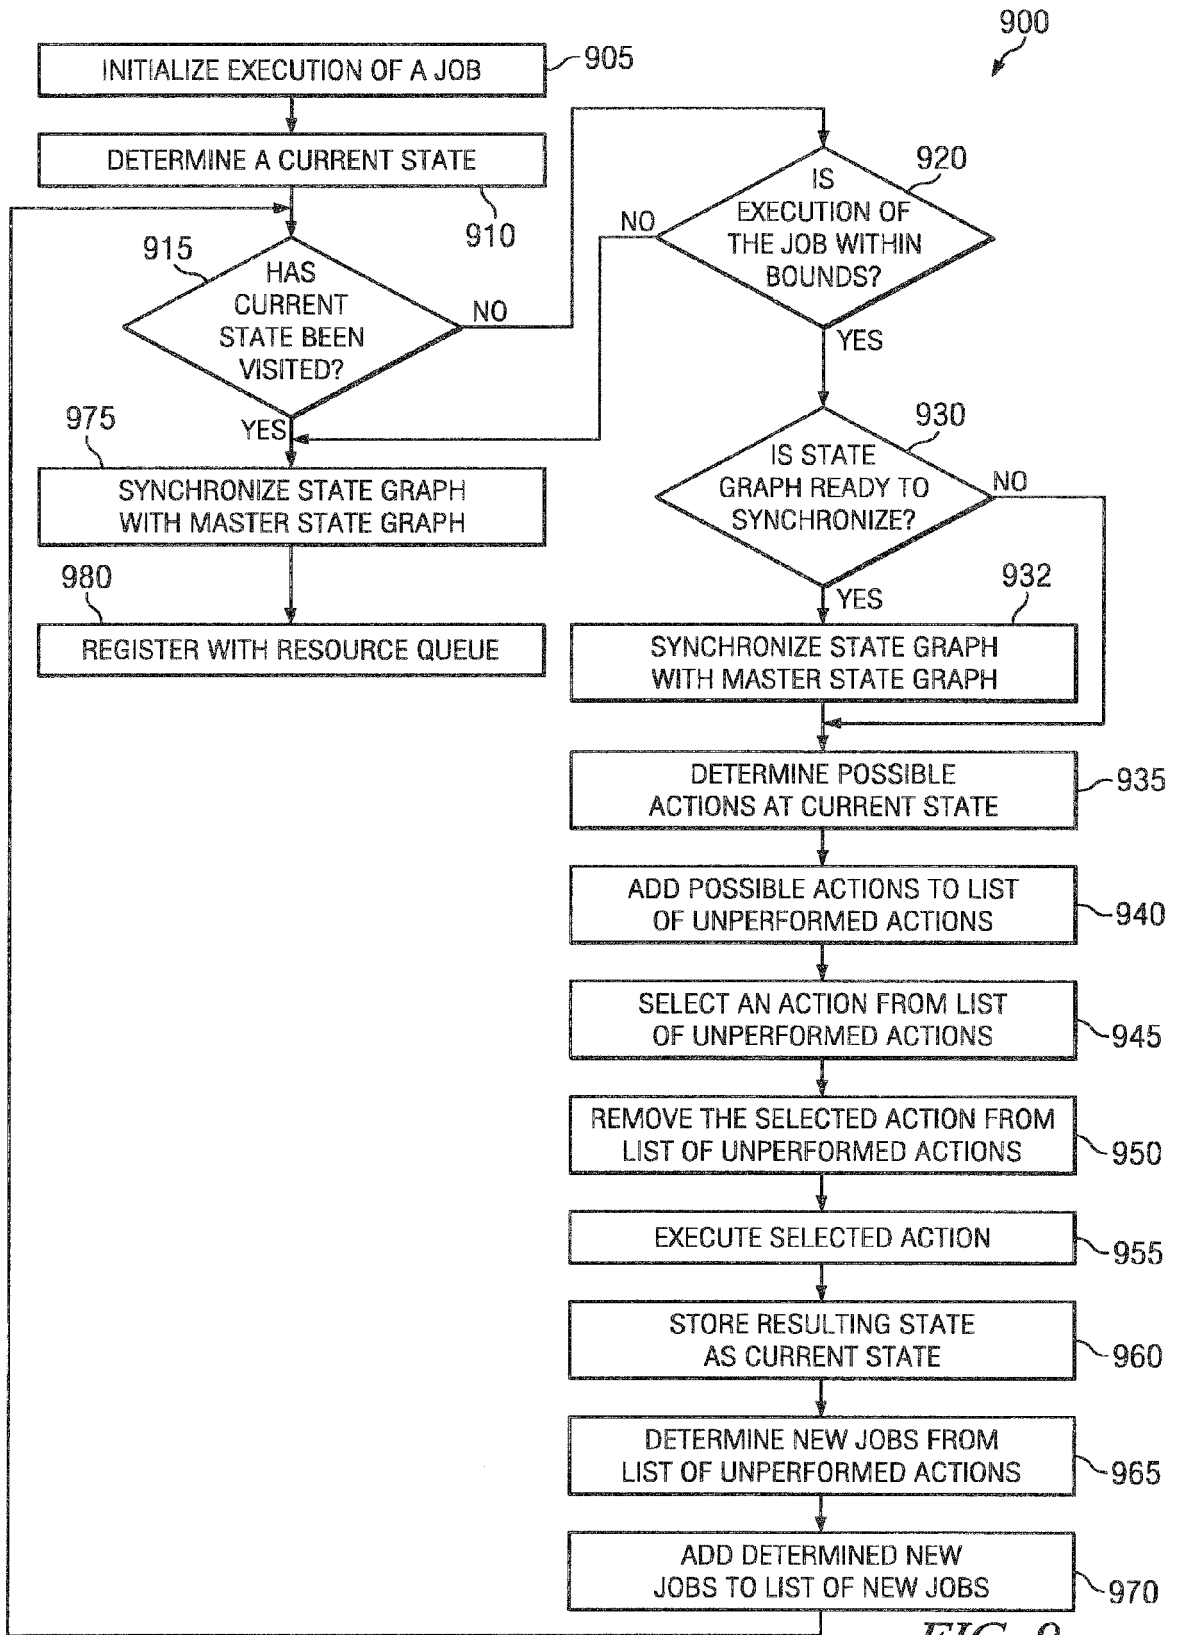 900
INITIALIZE EXECUTION OF A JOB
905
DETERMINE A CURRENT STATE
910
915
HAS
CURRENT
STATE BEEN
VISITED?
NO
YES
920
IS
EXECUTION OF
THE JOB WITHIN
BOUNDS?
NO
YES
975
SYNCHRONIZE STATE GRAPH
WITH MASTER STATE GRAPH
980
REGISTER WITH RESOURCE QUEUE
930
IS STATE
GRAPH READY TO
SYNCHRONIZE?
NO
YES
932
SYNCHRONIZE STATE GRAPH
WITH MASTER STATE GRAPH
DETERMINE POSSIBLE
ACTIONS AT CURRENT STATE
935
ADD POSSIBLE ACTIONS TO LIST
OF UNPERFORMED ACTIONS
940
SELECT AN ACTION FROM LIST
OF UNPERFORMED ACTIONS
945
REMOVE THE SELECTED ACTION FROM
LIST OF UNPERFORMED ACTIONS
950
EXECUTE SELECTED ACTION
955
STORE RESULTING STATE
AS CURRENT STATE
960
DETERMINE NEW JOBS FROM
LIST OF UNPERFORMED ACTIONS
965
ADD DETERMINED NEW
JOBS TO LIST OF NEW JOBS
970
FIG. 9